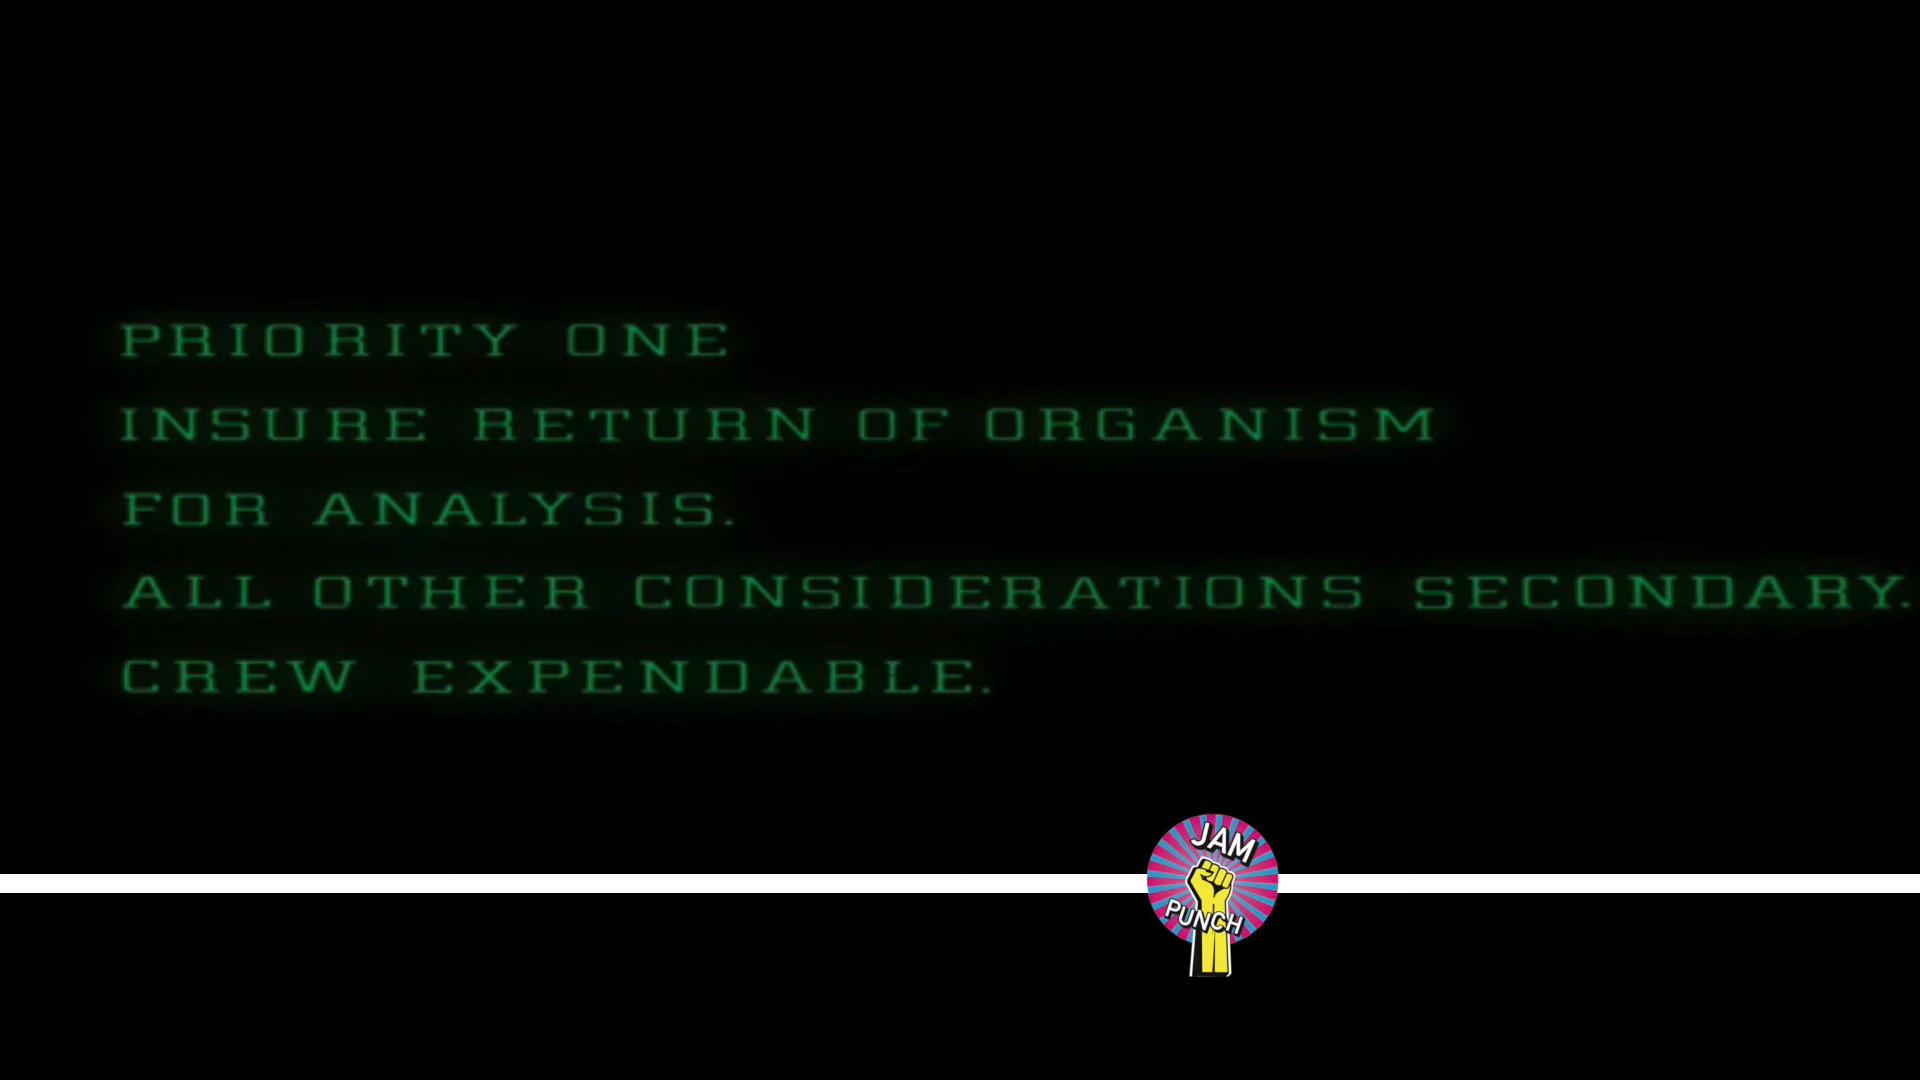 PRIORITY ONE
INSURE RETURN OF ORGANISM
FOR ANALYSIS.
ALL OTHER CONSIDERATIONS SECONDARY.
CREW EXPENDABLE.
JAM
PUNCH